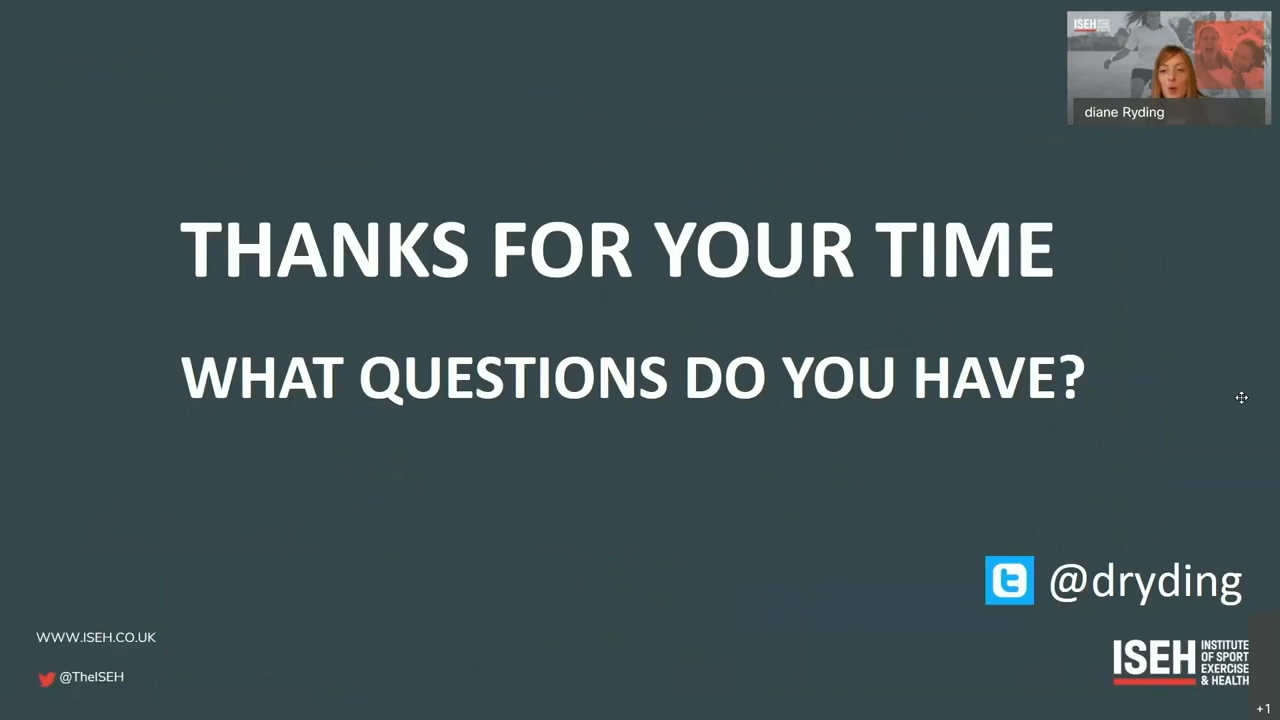 ISEH
diane Ryding
THANKS FOR YOUR TIME
WHAT QUESTIONS DO YOU HAVE?
@dryding
WWW.ISEH.CO.UK
@TheISEH
ISEH
INSTITUTE
OF SPORT
EXERCISE
& HEALTH
+1